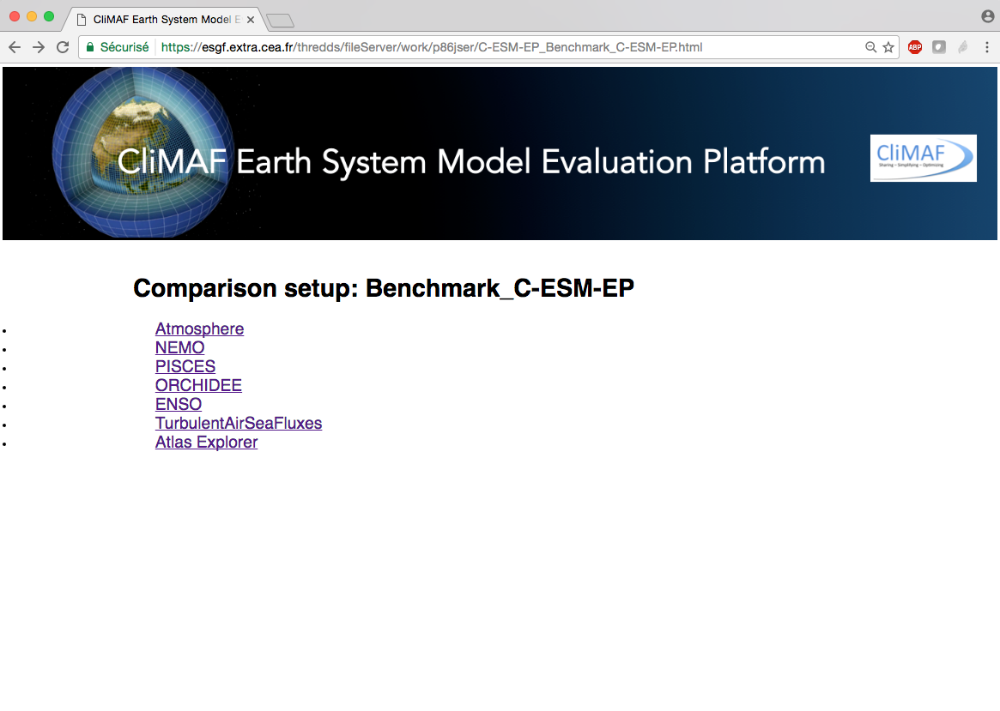 CliMAF Earth System Model E
Sécurisé https://esgf.extra.cea.fr/thredds/fileServer/work/p86jser/C-ESM-EP_Benchmark_C-ESM-EP.html
ABP
CliMAF Earth System Model Evaluation Platform
CliMAF
Sharing - Simplifying - Optimizing
Comparison setup: Benchmark_C-ESM-EP
Atmosphere
NEMO
PISCES
ORCHIDEE
ENSO
TurbulentAirSeaFluxes
Atlas Explorer